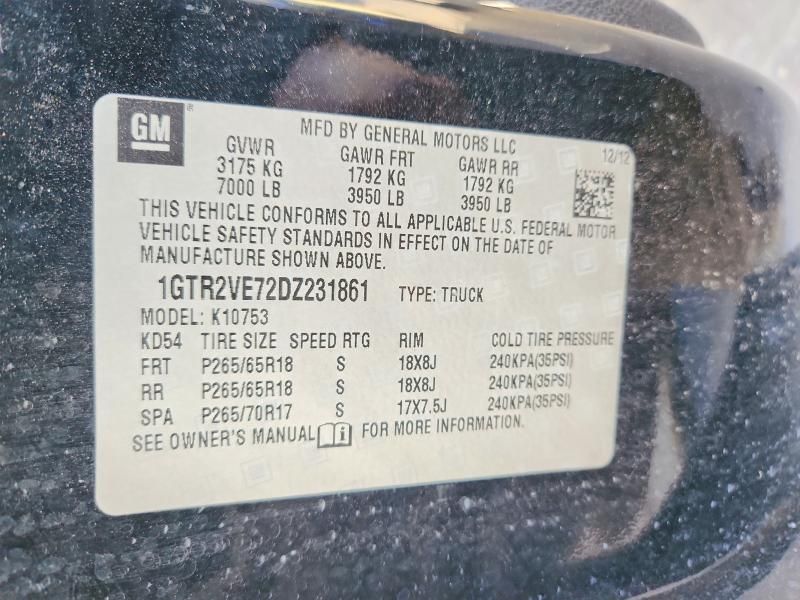 GM
MFD BY GENERAL MOTORS LLC
12/12
GVWR GAWR FRT GAWR RR
3175 KG 1792 KG 1792 KG
7000 LB 3950 LB 3950 LB
THIS VEHICLE CONFORMS TO ALL APPLICABLE U.S. FEDERAL MOTOR
VEHICLE SAFETY STANDARDS IN EFFECT ON THE DATE OF
MANUFACTURE SHOWN ABOVE.
1GTR2VE72DZ231861 TYPE: TRUCK
MODEL: K10753
KD54 TIRE SIZE SPEED RTG RIM COLD TIRE PRESSURE
FRT P265/65R18 S 18X8J 240KPA(35PSI)
RR P265/65R18 S 18X8J 240KPA(35PSI)
SPA P265/70R17 S 17X7.5J 240KPA(35PSI)
SEE OWNER'S MANUAL FOR MORE INFORMATION.